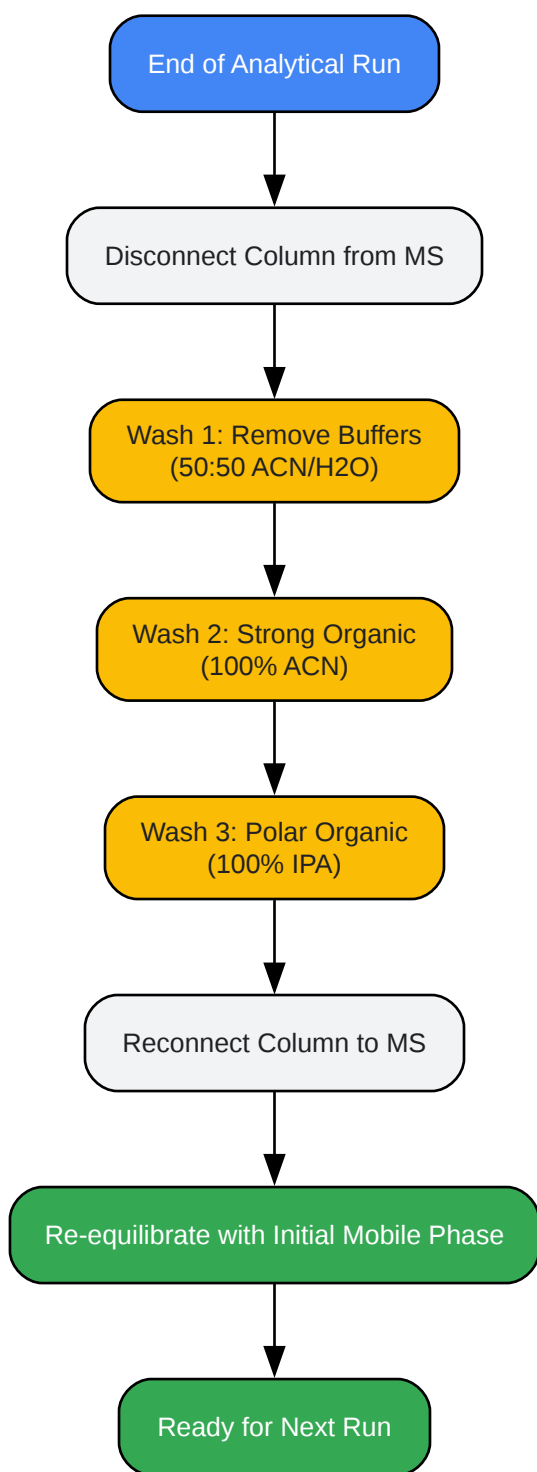 End of Analytical Run
Disconnect Column from MS
Wash 1: Remove Buffers
(50:50 ACN/H2O)
Wash 2: Strong Organic
(100% ACN)
Wash 3: Polar Organic
(100% IPA)
Reconnect Column to MS
Re-equilibrate with Initial Mobile Phase
Ready for Next Run